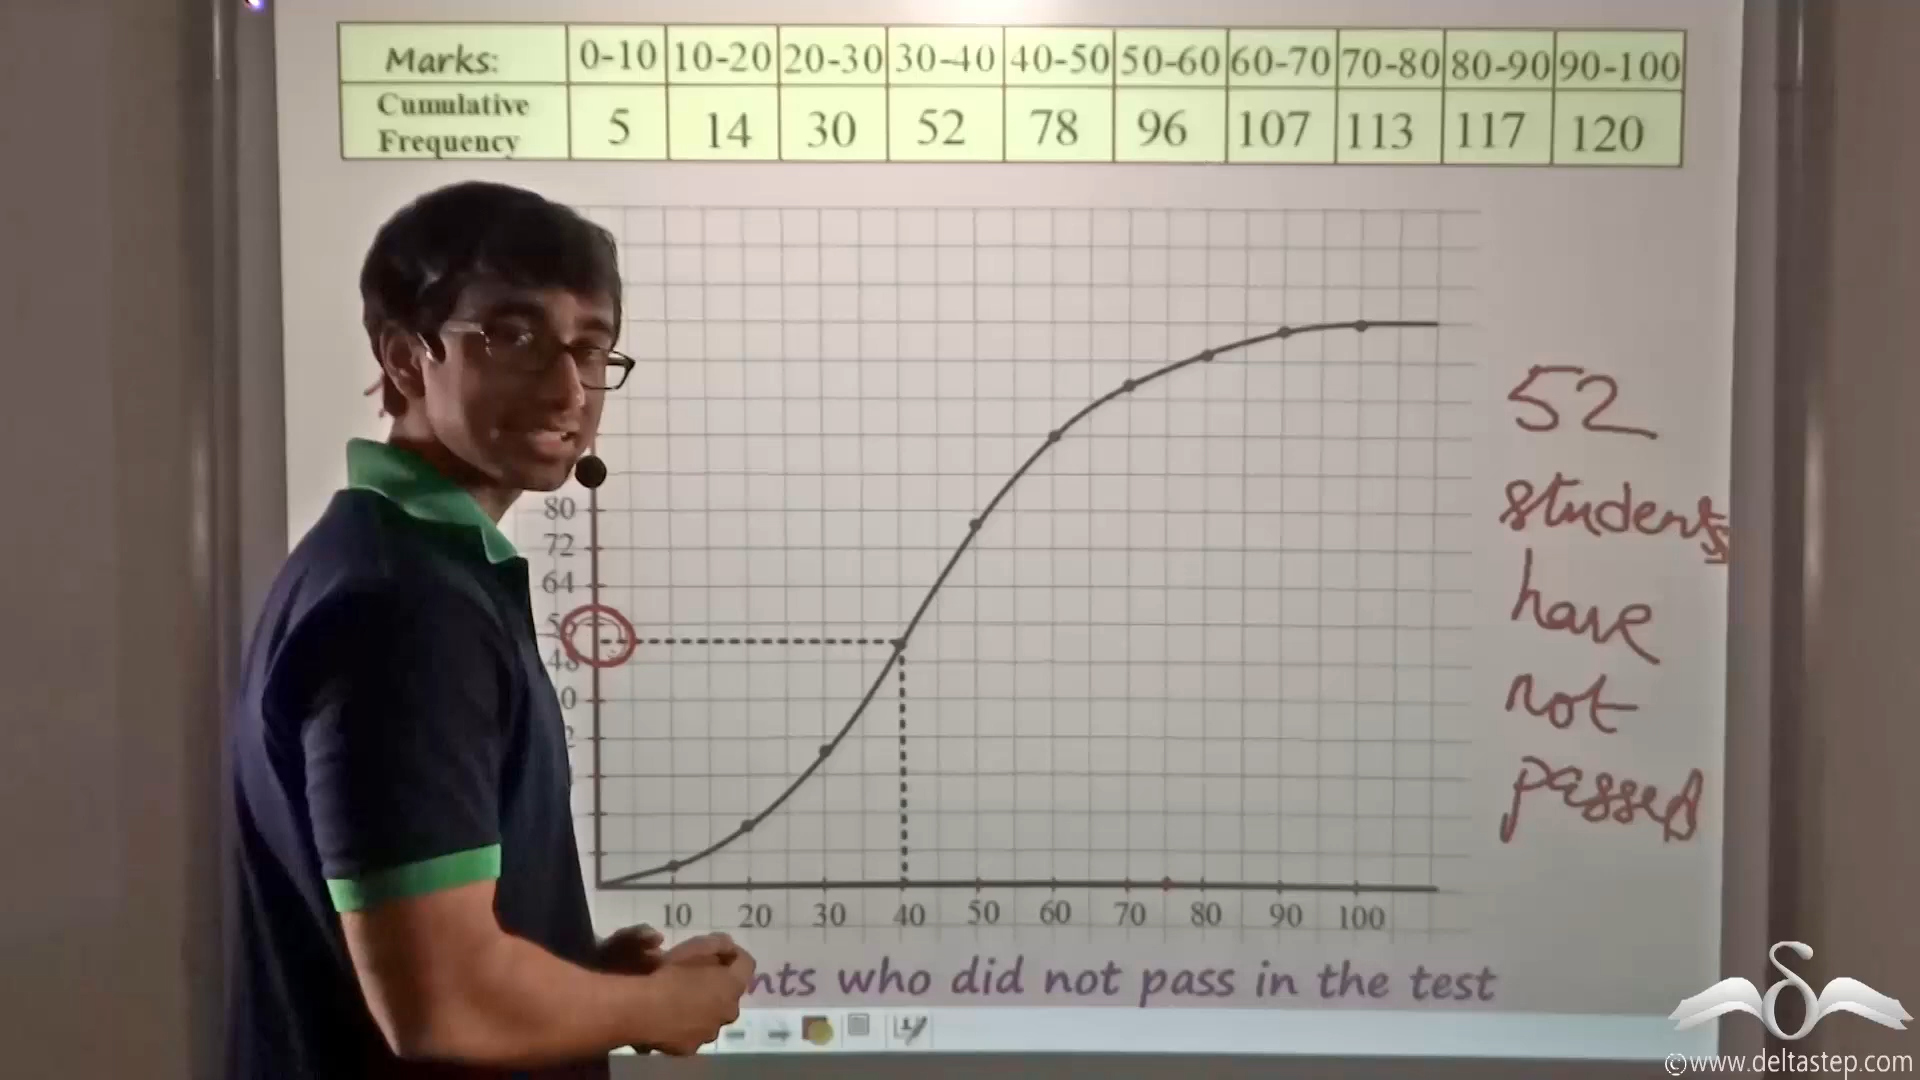 Marks: 0-10 10-20 20-30 30-40 40-50 50-60 60-70 70-80 80-90 90-100
Cumulative Frequency 5 14 30 52 78 96 107 113 117 120
80
72
64
48
52
students
have
not
passed
10 20 30 40 50 60 70 80 90 100
who did not pass in the test
©www.deltastep.com